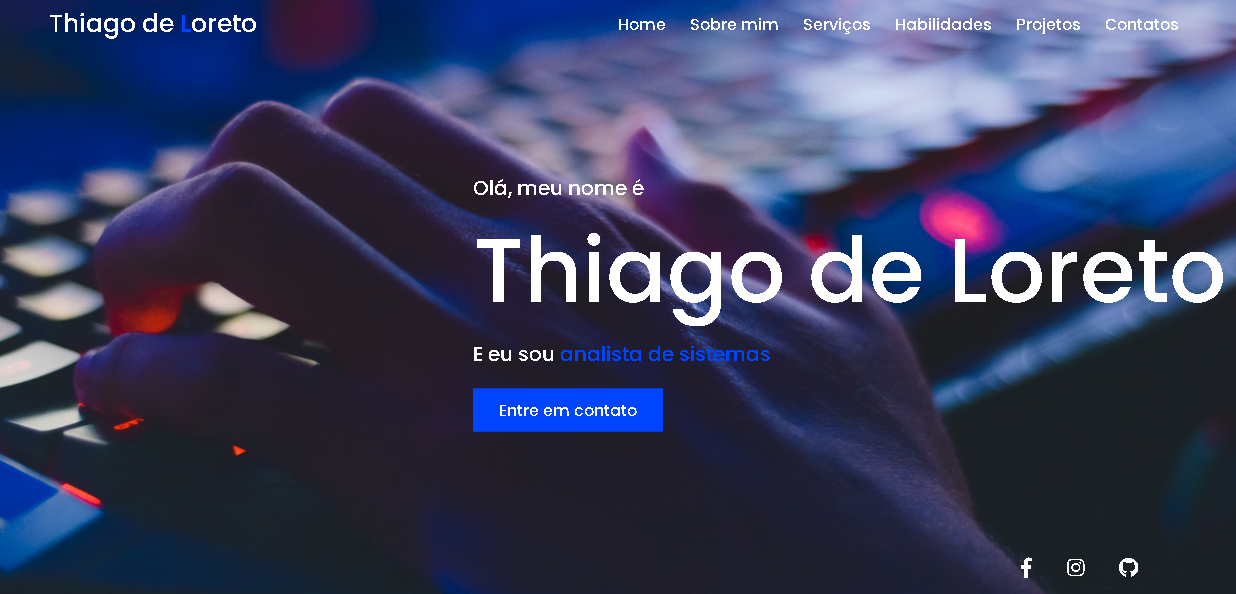 Thiago de Loreto
Home Sobre mim Serviços Habilidades Projetos Contatos
Olá, meu nome é
Thiago de Loreto
E eu sou analista de sistemas
Entre em contato